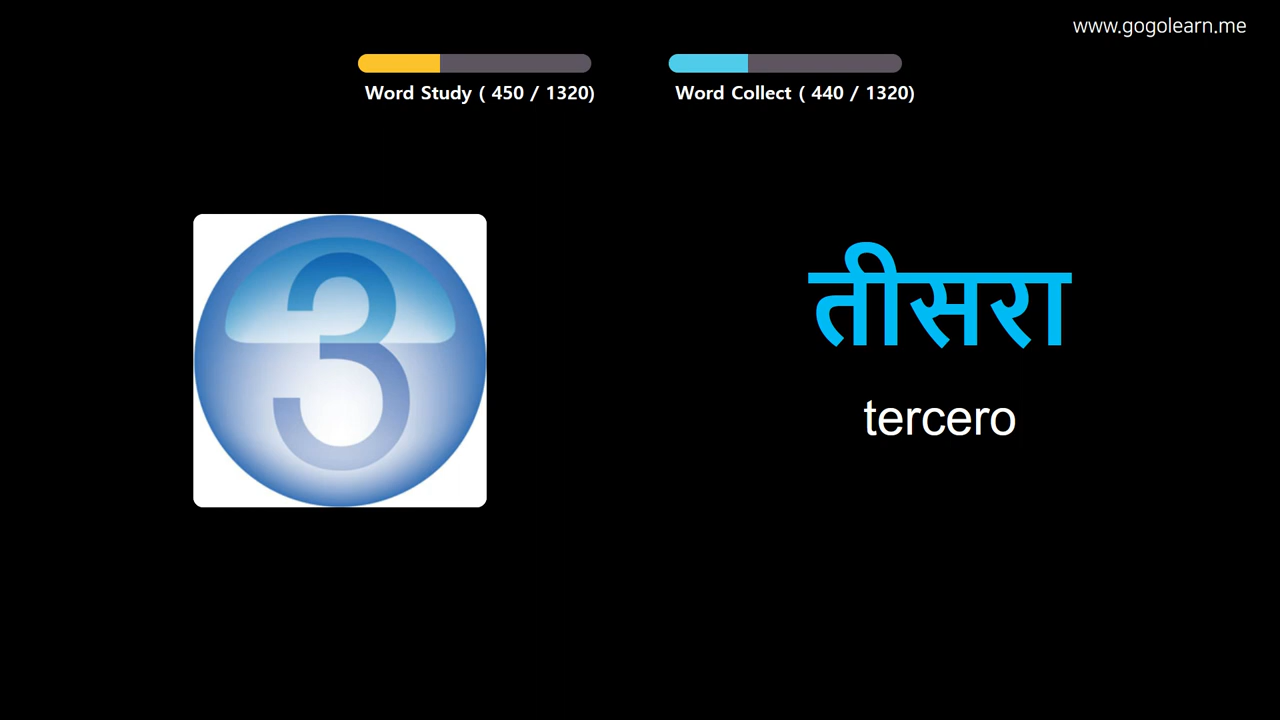 www.gogolearn.me
Word Study ( 450 / 1320)
Word Collect ( 440 / 1320)
3
तीसरा
tercero